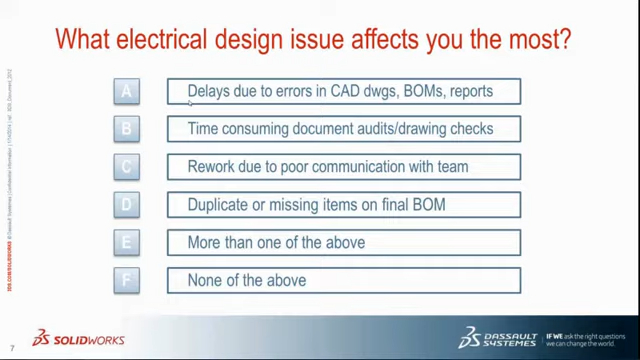 What electrical design issue affects you the most?
A
Delays due to errors in CAD dwgs, BOMs, reports
B
Time consuming document audits/drawing checks
C
Rework due to poor communication with team
D
Duplicate or missing items on final BOM
E
More than one of the above
F
None of the above
7
SOLIDWORKS
DASSAULT
SYSTEMES
IF WE ask the right questions
we can change the world.